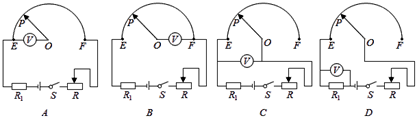 P P P P
E V O F E O V F E O F E O F
V V
R₁ S R R₁ S R R₁ S R R₁ S R
A B C D